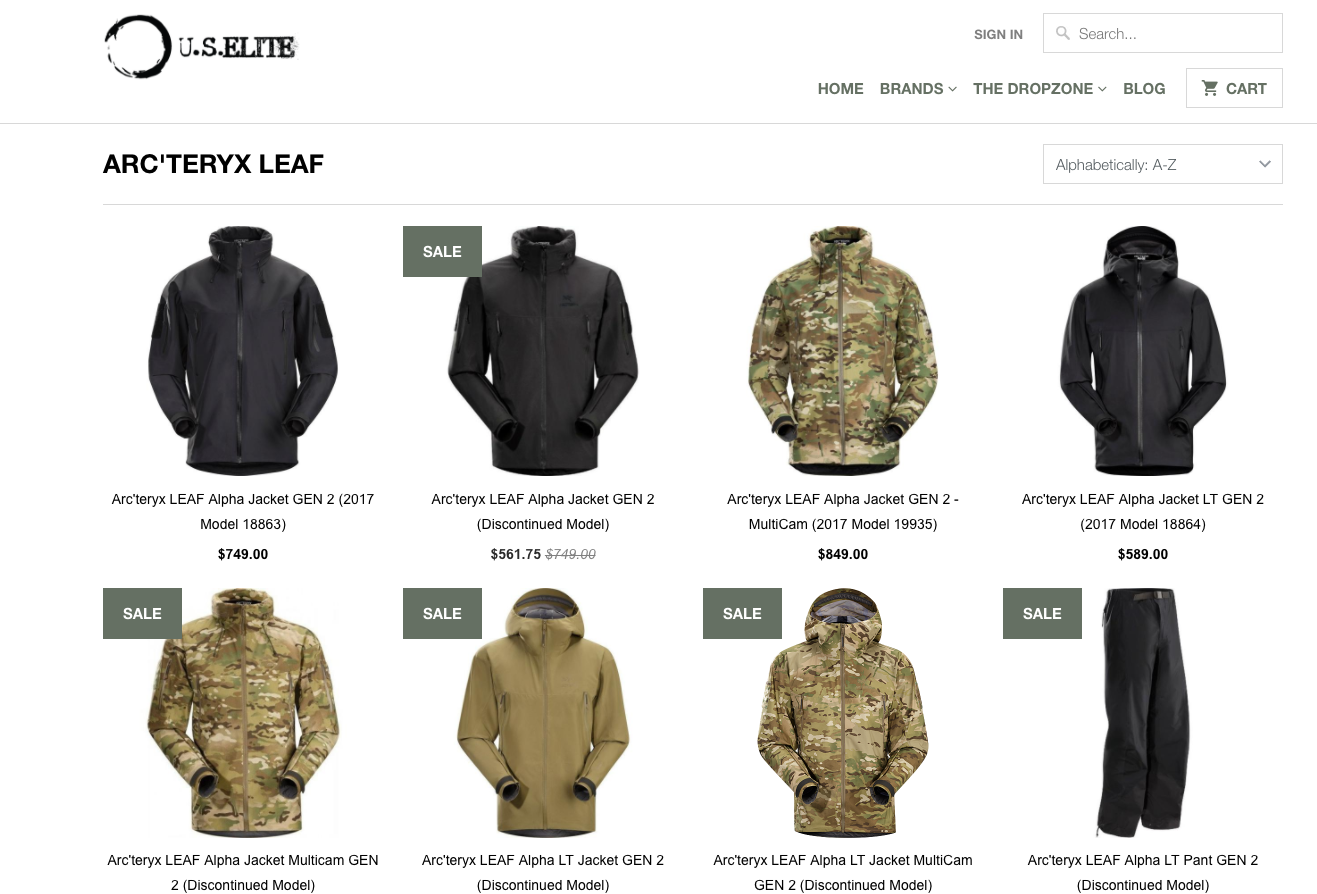 U.S.ELITE
SIGN IN
Search...
HOME BRANDS THE DROPZONE BLOG CART
ARC'TERYX LEAF
Alphabetically: A-Z
SALE
Arc'teryx LEAF Alpha Jacket GEN 2 (2017
Model 18863)
$749.00
Arc'teryx LEAF Alpha Jacket GEN 2
(Discontinued Model)
$561.75 $749.00
Arc'teryx LEAF Alpha Jacket GEN 2 -
MultiCam (2017 Model 19935)
$849.00
Arc'teryx LEAF Alpha Jacket LT GEN 2
(2017 Model 18864)
$589.00
SALE
SALE
SALE
SALE
Arc'teryx LEAF Alpha Jacket Multicam GEN
2 (Discontinued Model)
Arc'teryx LEAF Alpha LT Jacket GEN 2
(Discontinued Model)
Arc'teryx LEAF Alpha LT Jacket MultiCam
GEN 2 (Discontinued Model)
Arc'teryx LEAF Alpha LT Pant GEN 2
(Discontinued Model)